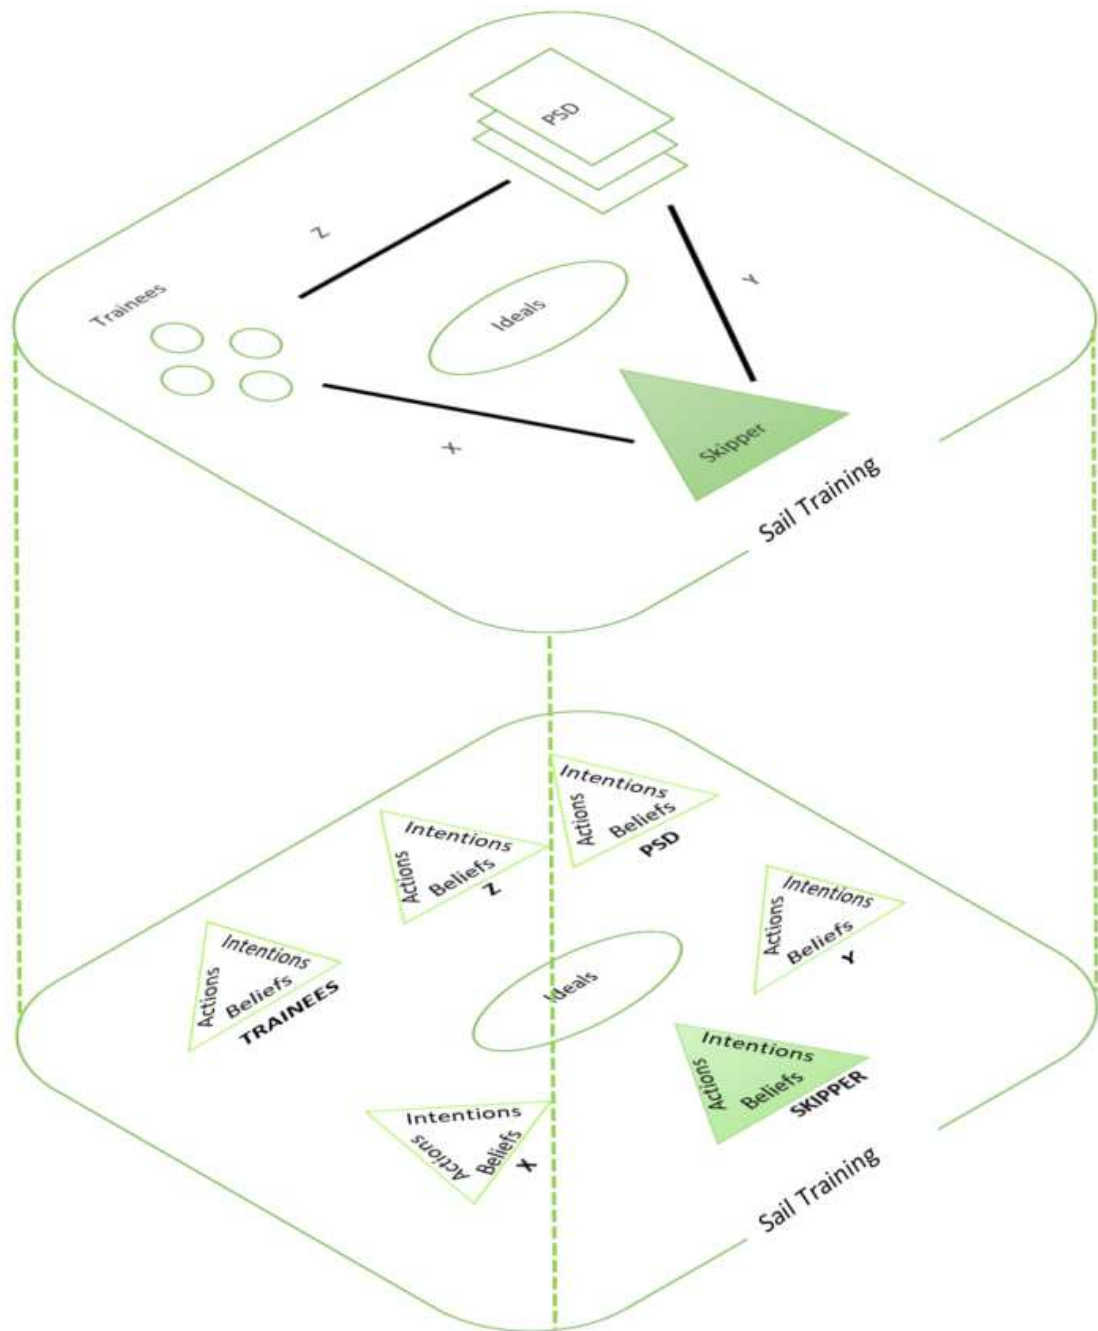 PSD
Z
Y
Trainees
Ideals
Skipper
X
Sail Training
Intentions
Actions
Beliefs
PSD
Intentions
Actions
Beliefs
Z
Intentions
Actions
Beliefs
Y
Intentions
Actions
Beliefs
TRAINEES
Ideals
Intentions
Actions
Beliefs
SKIPPER
Intentions
Actions
Beliefs
X
Sail Training